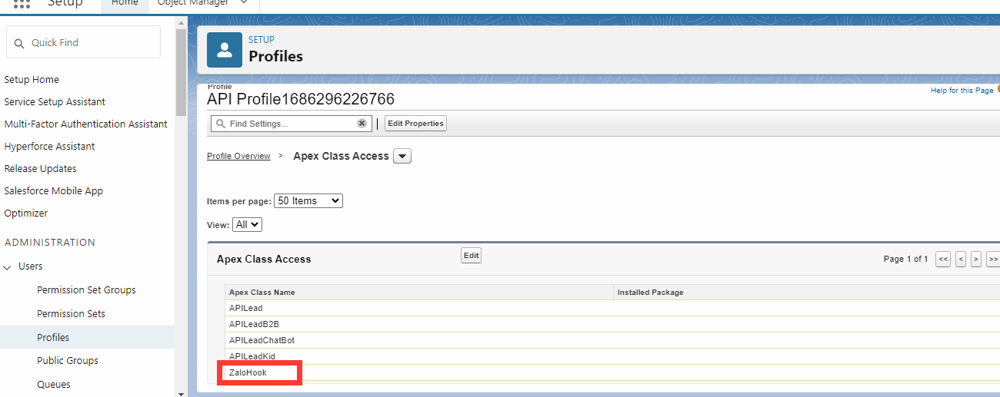 Setup Home Object Manager
Quick Find
Setup Home
Service Setup Assistant
Multi-Factor Authentication Assistant
Hyperforce Assistant
Release Updates
Salesforce Mobile App
Optimizer
ADMINISTRATION
Users
Permission Set Groups
Permission Sets
Profiles
Public Groups
Queues
SETUP
Profiles
Profile
API Profile1686296226766
Help for this Page
Find Settings... | Edit Properties
Profile Overview > Apex Class Access
Items per page: 50 Items
View: All
Apex Class Access Edit Page 1 of 1 << < > >>
Apex Class Name Installed Package
APILead
APILeadB2B
APILeadChatBot
APILeadKid
ZaloHook